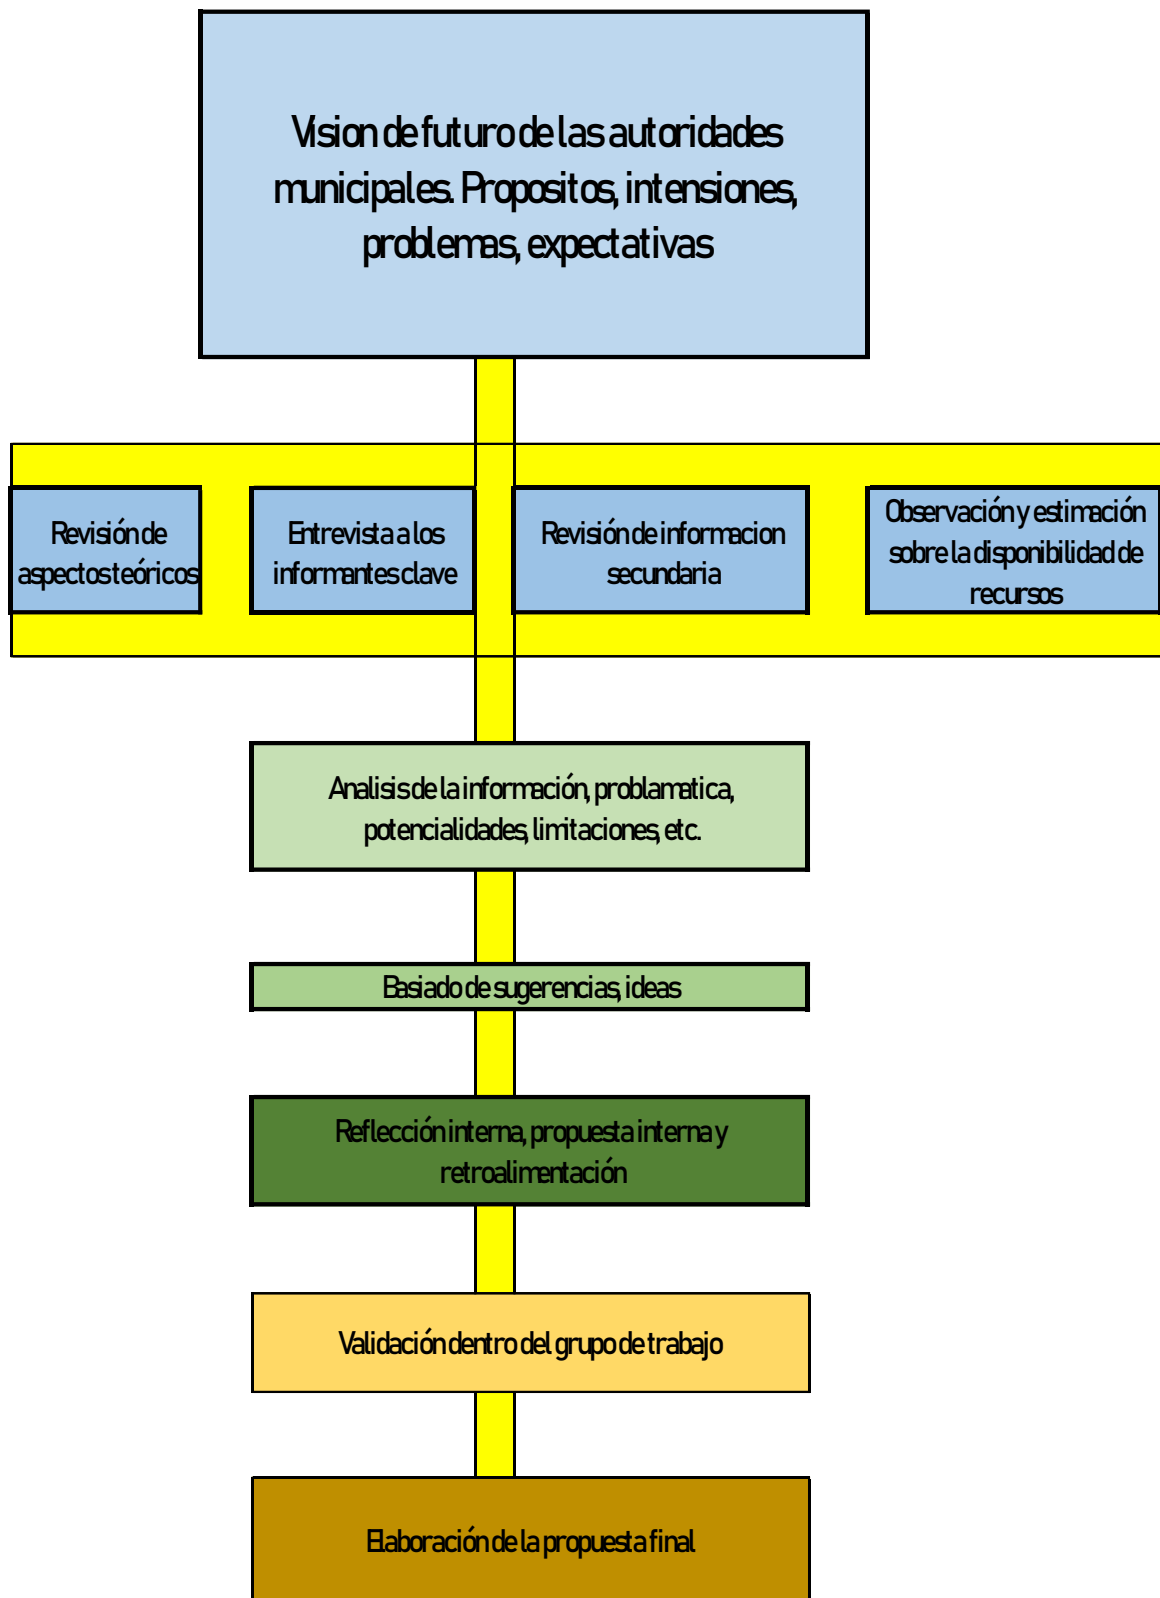 Vision de futuro de las autoridades
municipales. Propositos, intensiones,
problemas, expectativas
Revisión de
aspectos teóricos
Entrevista a los
informantes clave
Revisión de informacion
secundaria
Observación y estimación
sobre la disponibilidad de
recursos
Analisis de la información, problamatica,
potencialidades, limitaciones, etc.
Basiado de sugerencias, ideas
Reflección interna, propuesta interna y
retroalimentación
Validación dentro del grupo de trabajo
Elaboración de la propuesta final